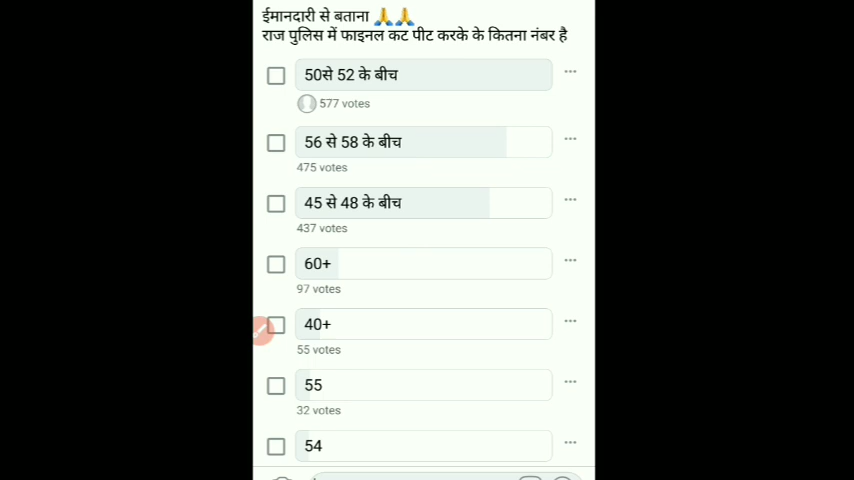 ईमानदारी से बताना 🙏🙏
राज पुलिस में फाइनल कट पीट करके के कितना नंबर है
50से 52 के बीच
577 votes
56 से 58 के बीच
475 votes
45 से 48 के बीच
437 votes
60+
97 votes
40+
55 votes
55
32 votes
54